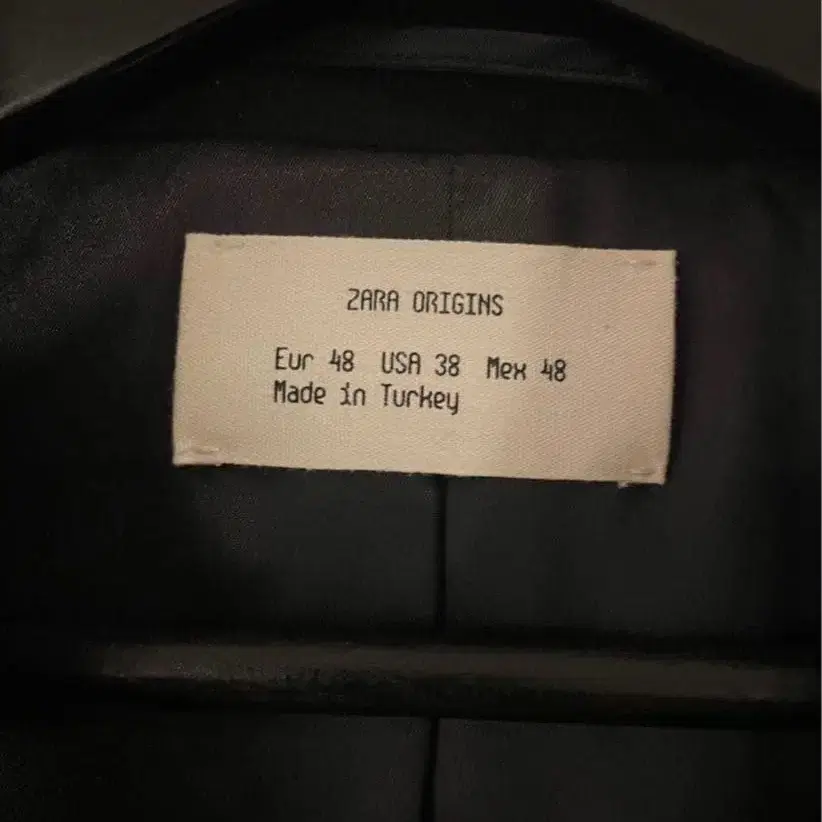 ZARA ORIGINS
Eur 48 USA 38 Mex 48
Made in Turkey